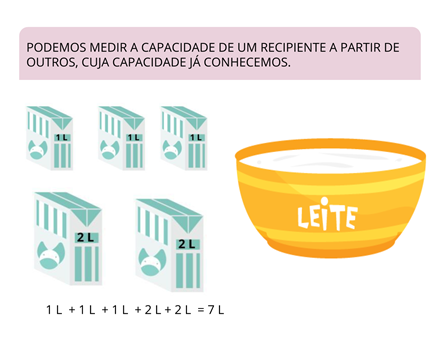 PODEMOS MEDIR A CAPACIDADE DE UM RECIPIENTE A PARTIR DE
OUTROS, CUJA CAPACIDADE JÁ CONHECEMOS.
1 L
1 L
1 L
LEITE
2 L
2 L
1 L + 1 L + 1 L + 2 L + 2 L = 7 L